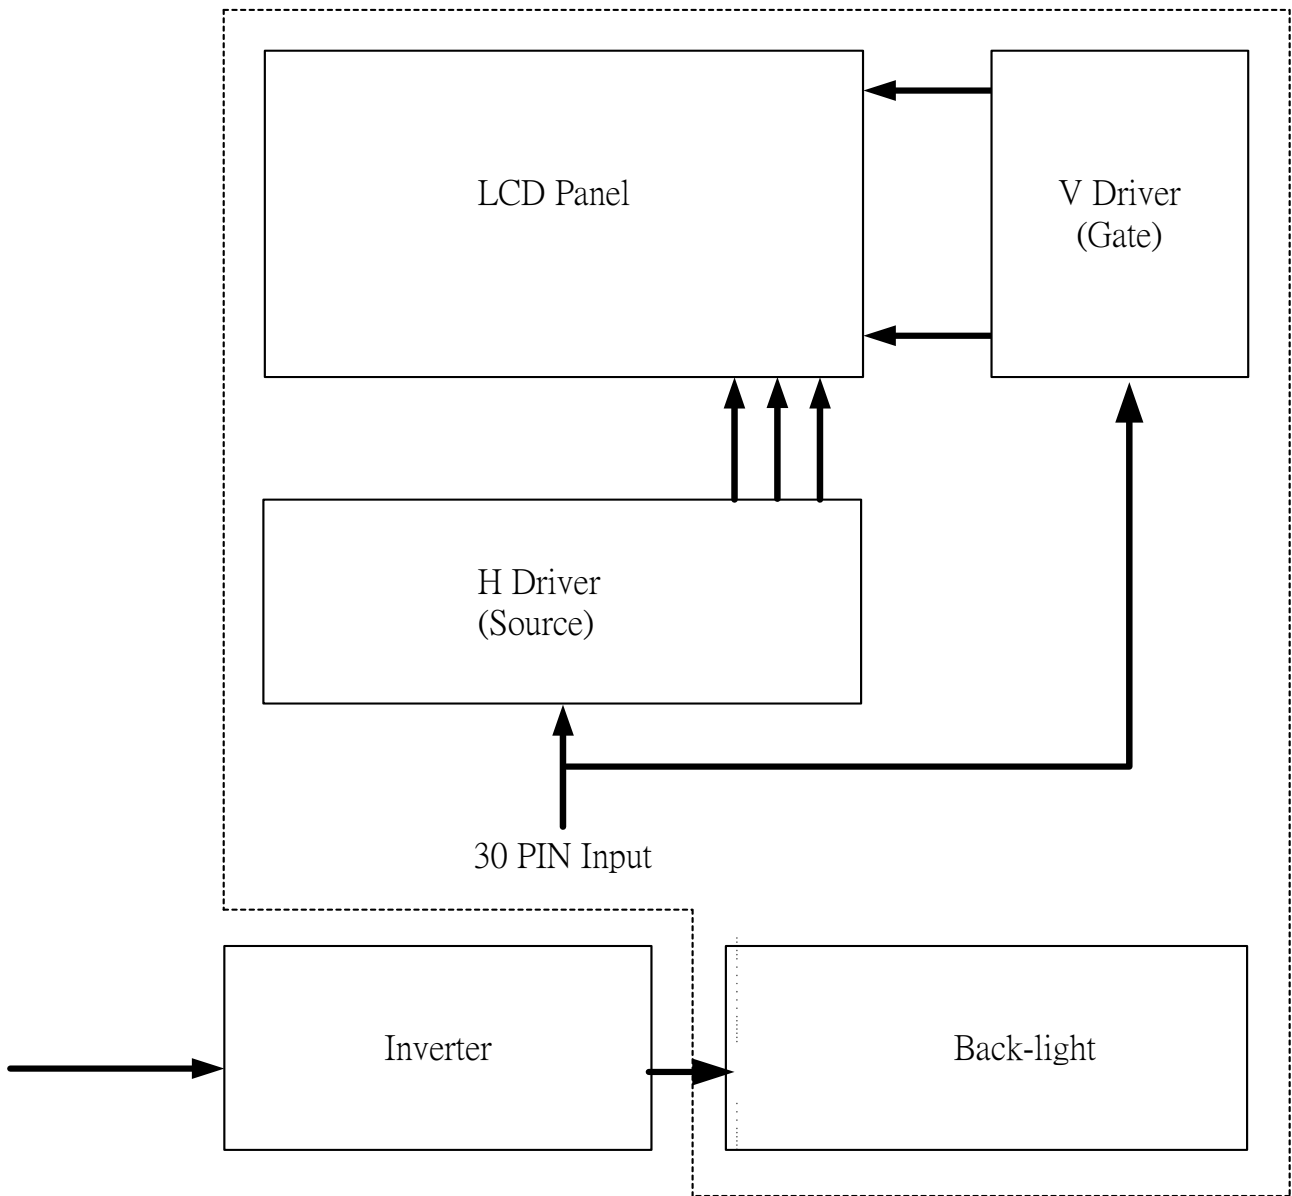 LCD Panel
V Driver
(Gate)
H Driver
(Source)
30 PIN Input
Inverter
Back-light